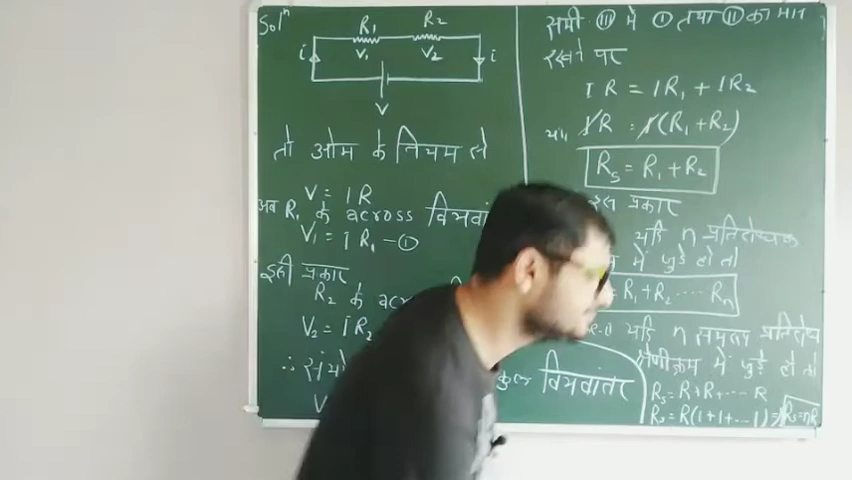 Solⁿ
R₁ R₂
i V₁ V₂ i
V
तो ओम के नियम से
V = IR
अब R₁ के across विभवां
V₁ = IR₁ –①
इसी प्रकार
R₂ के ac
V₂ = IR₂
∴ संयो
कुल विभवांतर
समी ⑪① में ① तथा ⑪ का मान
रखने पर
IR = IR₁ + IR₂
या, IR = I(R₁+R₂)
Rs = R₁ + R₂
इस प्रकार
यदि n प्रतिरोधक
में जुड़े हो तो
= R₁ + R₂ ..... Rn
यदि n समरूप प्रतिरोध
श्रेणीक्रम में जुड़े हो तो
Rs = R + R + ... R
Rs = R(1+1+...1) = Rs = nR